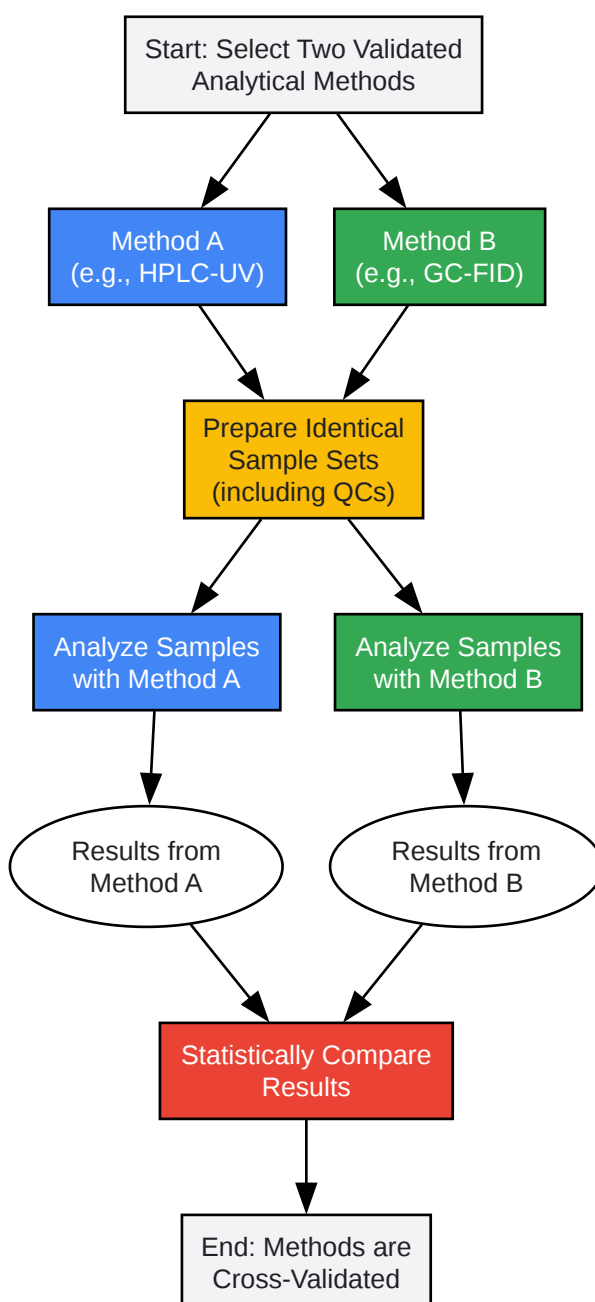 Start: Select Two Validated
Analytical Methods
Method A
(e.g., HPLC-UV)
Method B
(e.g., GC-FID)
Prepare Identical
Sample Sets
(including QCs)
Analyze Samples
with Method A
Analyze Samples
with Method B
Results from
Method A
Results from
Method B
Statistically Compare
Results
End: Methods are
Cross-Validated